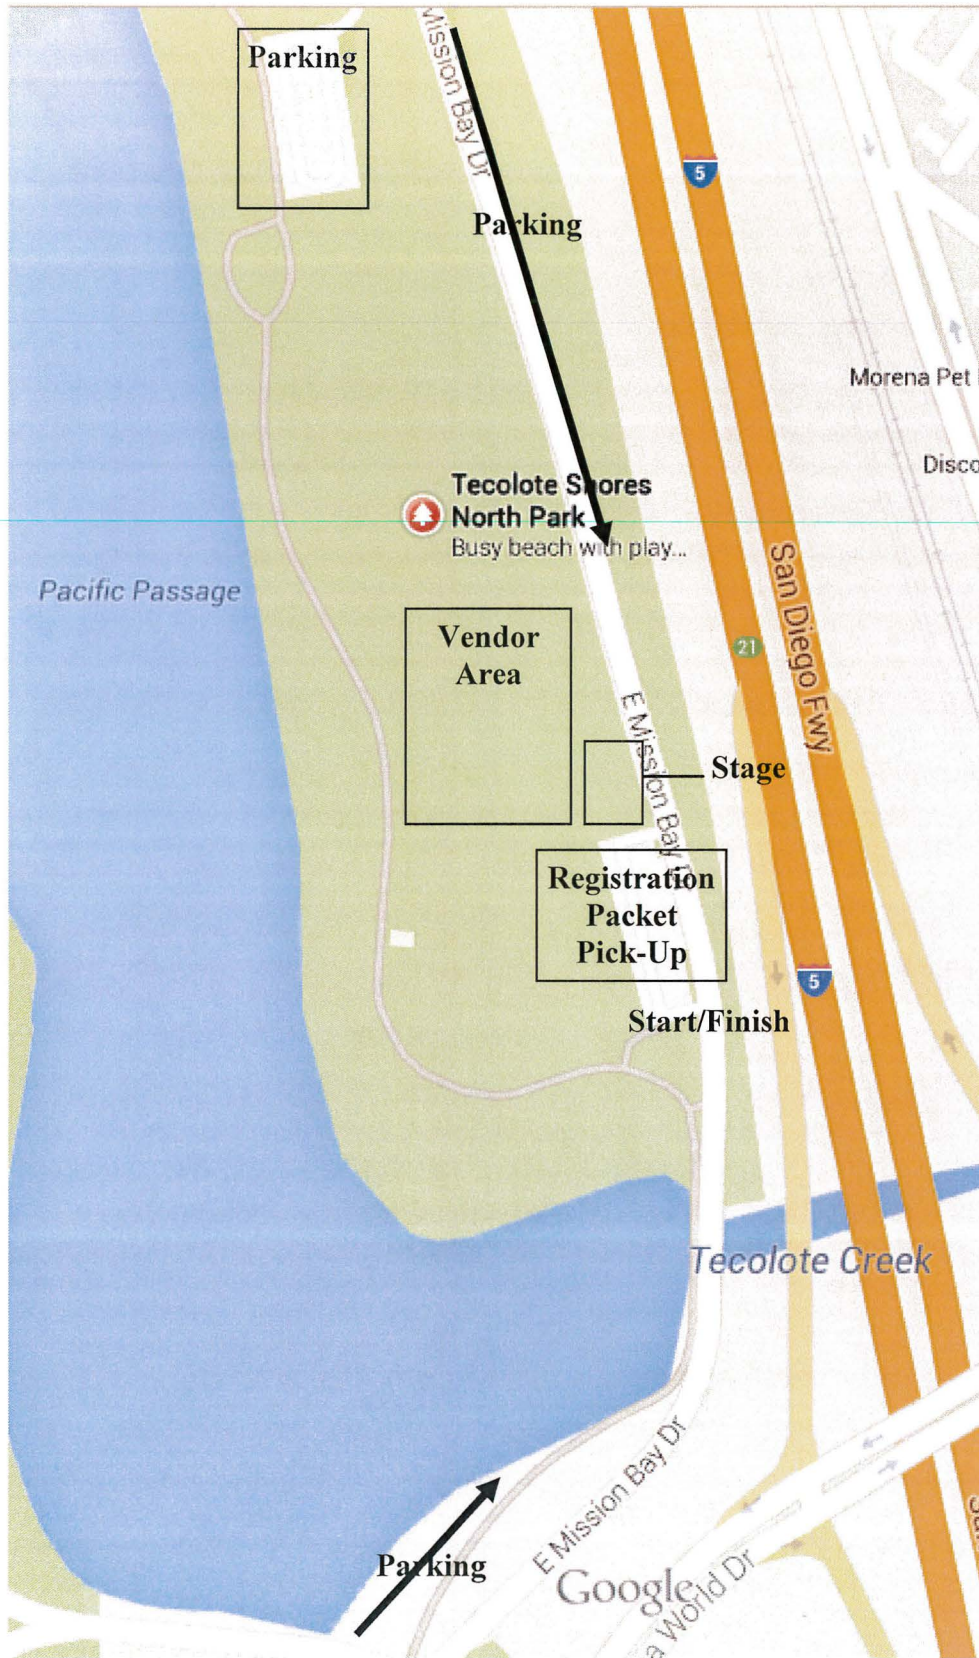 Parking
Mission Bay Dr
5
Parking
Morena Pet
Disco
Tecolote Shores
North Park
Busy beach with play...
Pacific Passage
San Diego Fwy
21
Vendor
Area
E Mission Bay Dr
Stage
Registration
Packet
Pick-Up
5
Start/Finish
Tecolote Creek
E Mission Bay Dr
Parking
Google
a World Dr